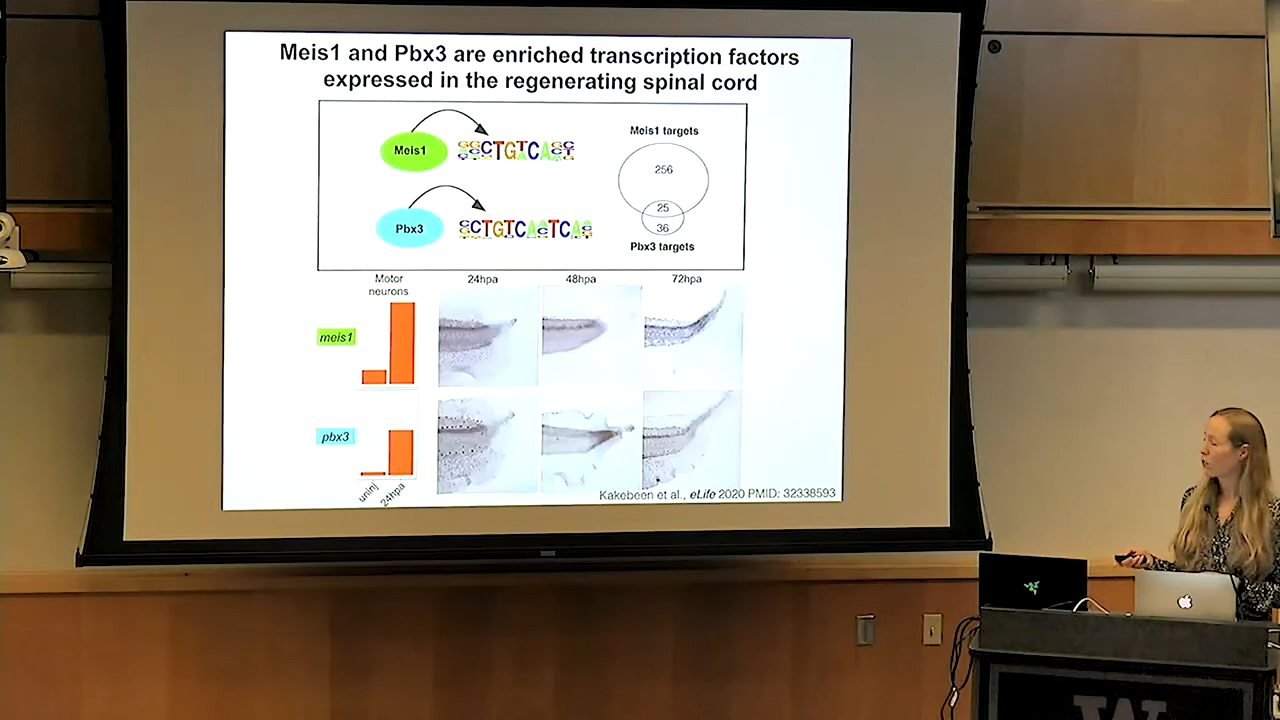 Meis1 and Pbx3 are enriched transcription factors
expressed in the regenerating spinal cord
Meis1
Meis1 targets
256
25
36
Pbx3
Pbx3 targets
Motor
neurons
24hpa
48hpa
72hpa
meis1
pbx3
uninj
24hpa
Kakebeen et al., eLife 2020 PMID: 32338593
W